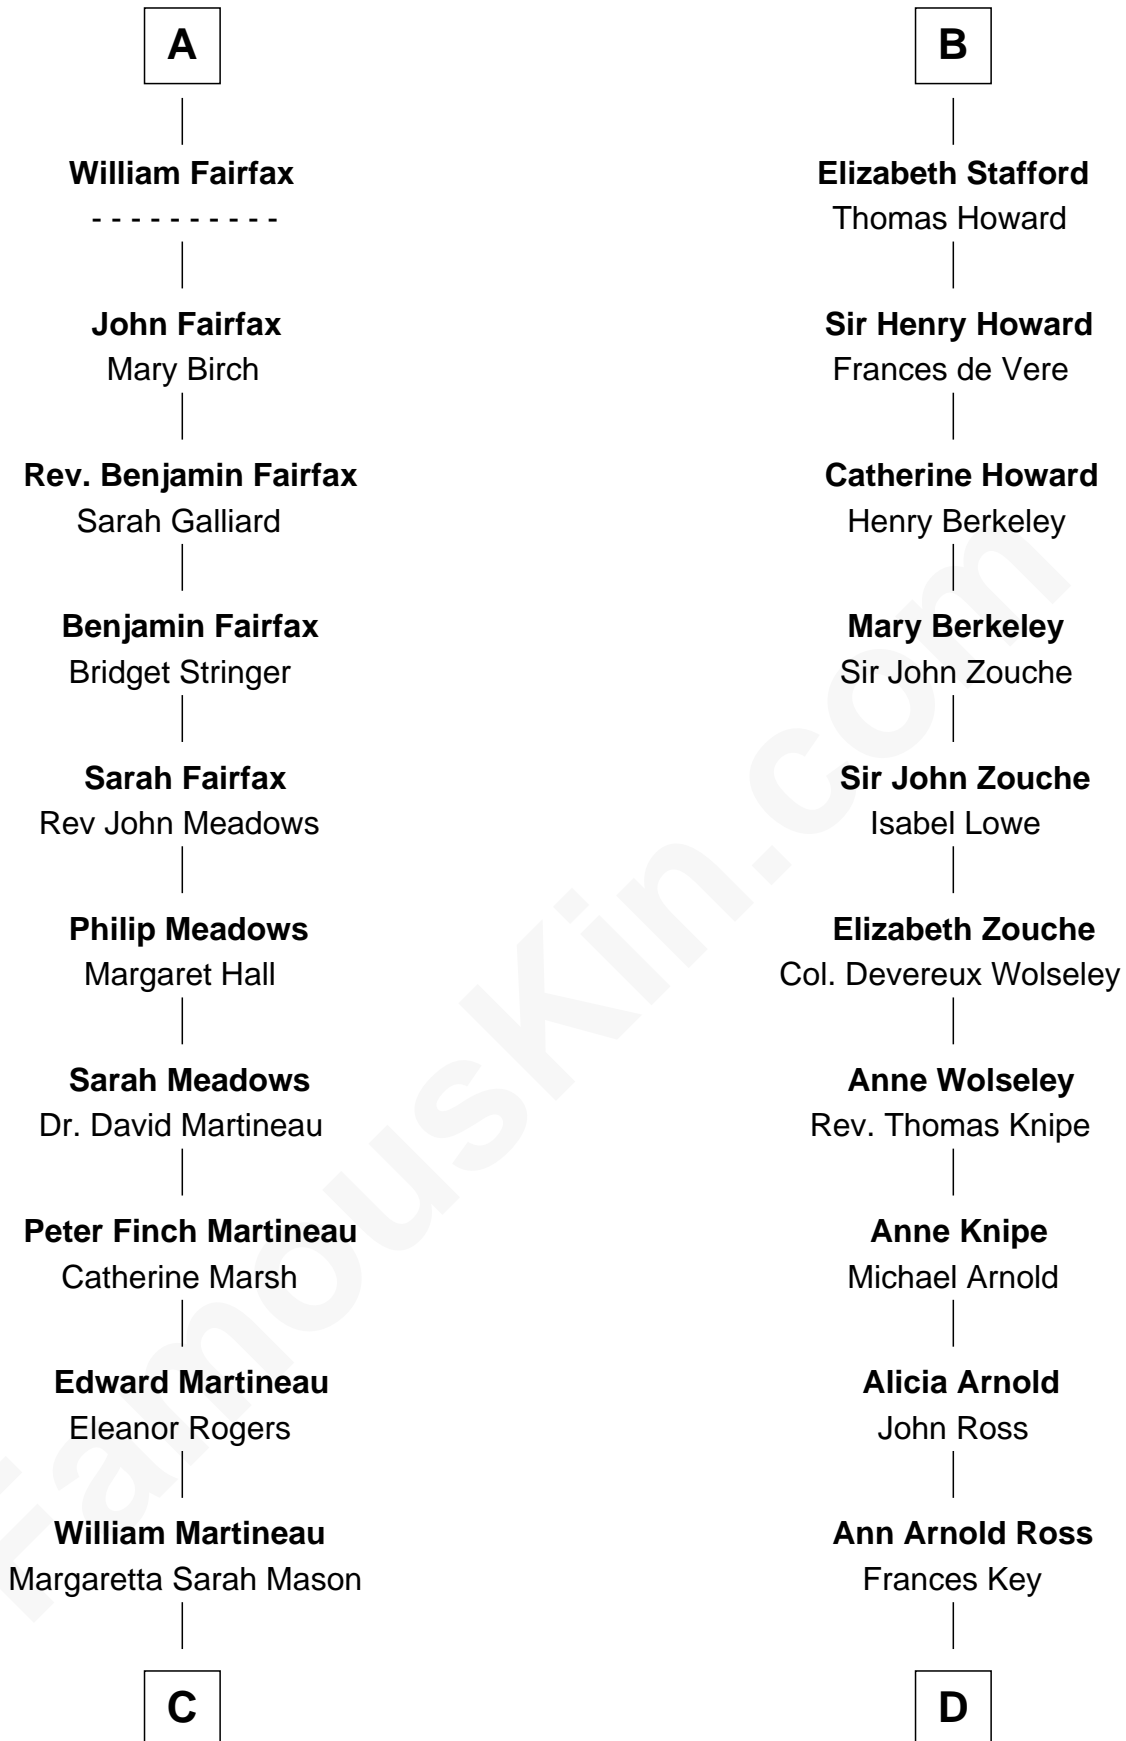 A
William Fairfax
- - - - - - - - - -
John Fairfax
Mary Birch
Rev. Benjamin Fairfax
Sarah Galliard
Benjamin Fairfax
Bridget Stringer
Sarah Fairfax
Rev John Meadows
Philip Meadows
Margaret Hall
Sarah Meadows
Dr. David Martineau
Peter Finch Martineau
Catherine Marsh
Edward Martineau
Eleanor Rogers
William Martineau
Margaretta Sarah Mason
C
B
Elizabeth Stafford
Thomas Howard
Sir Henry Howard
Frances de Vere
Catherine Howard
Henry Berkeley
Mary Berkeley
Sir John Zouche
Sir John Zouche
Isabel Lowe
Elizabeth Zouche
Col. Devereux Wolseley
Anne Wolseley
Rev. Thomas Knipe
Anne Knipe
Michael Arnold
Alicia Arnold
John Ross
Ann Arnold Ross
Frances Key
D
FamousKin.com